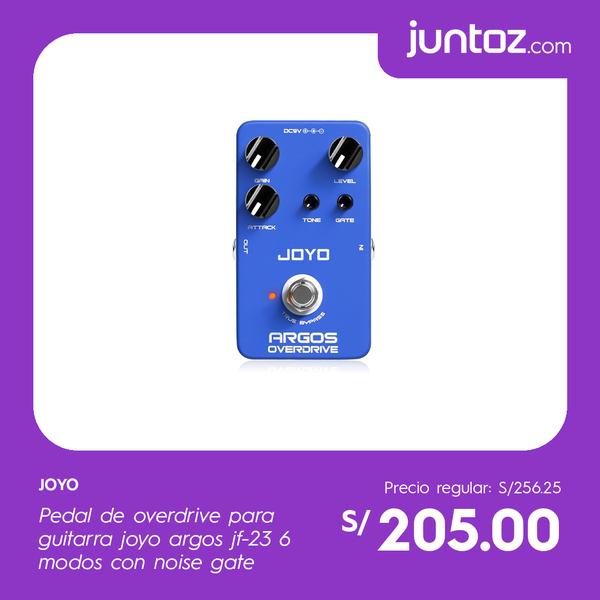 juntoz.com
DC9V
GAIN
LEVEL
ATTACK
TONE
GATE
OUT
IN
JOYO
TRUE BYPASS
ARGOS
OVERDRIVE
JOYO
Pedal de overdrive para
guitarra joyo argos jf-23 6
modos con noise gate
Precio regular: S/256.25
S/ 205.00